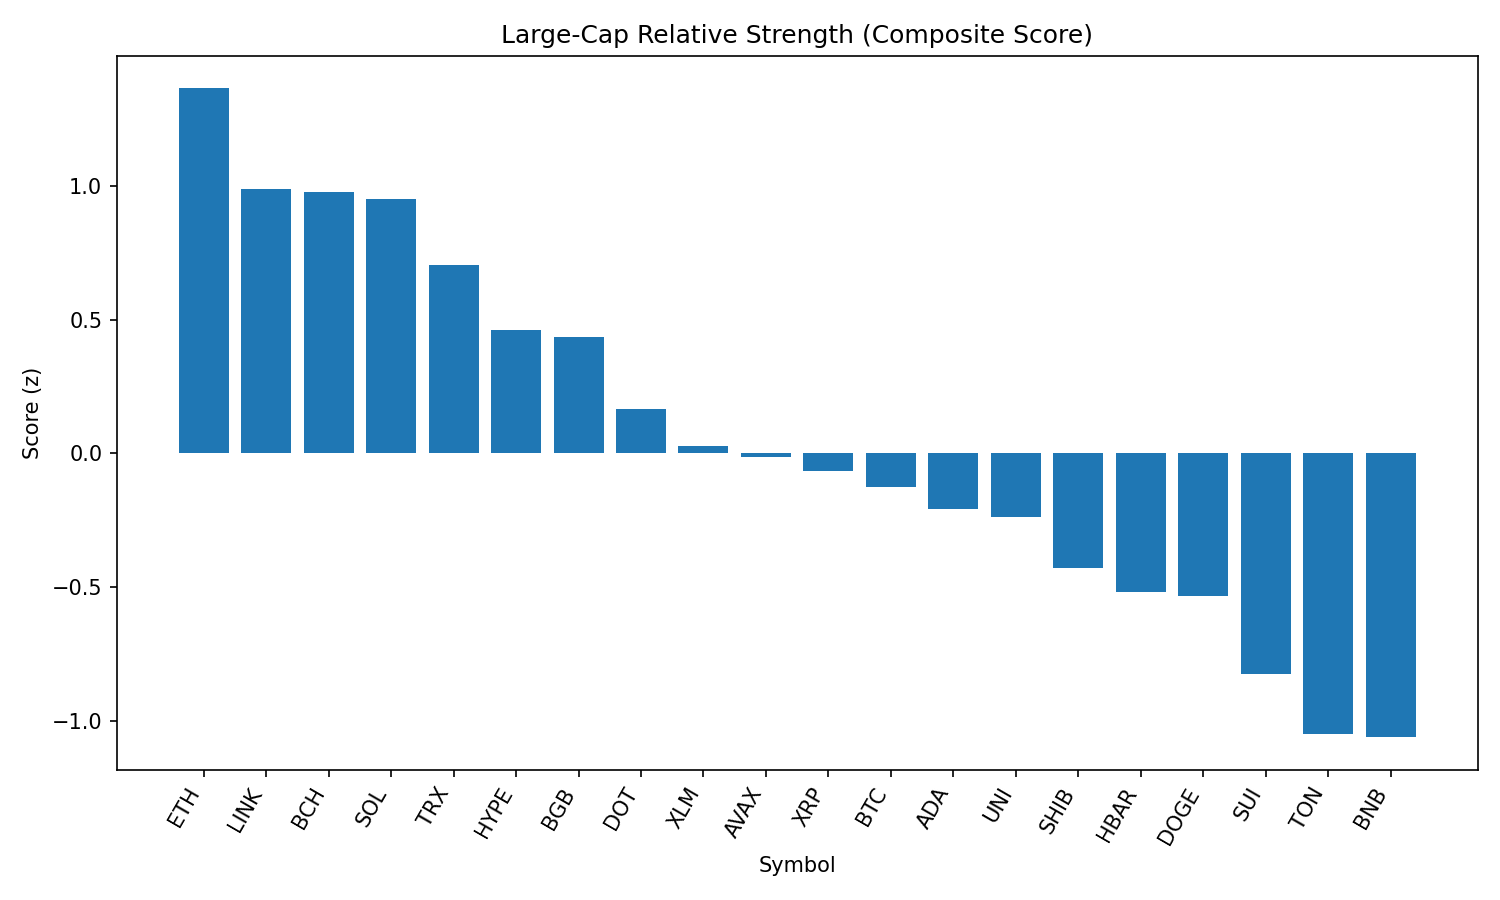 Large-Cap Relative Strength (Composite Score)
Score (z)
1.0
0.5
0.0
−0.5
−1.0
ETH
LINK
BCH
SOL
TRX
HYPE
BGB
DOT
XLM
AVAX
XRP
BTC
ADA
UNI
SHIB
HBAR
DOGE
SUI
TON
BNB
Symbol